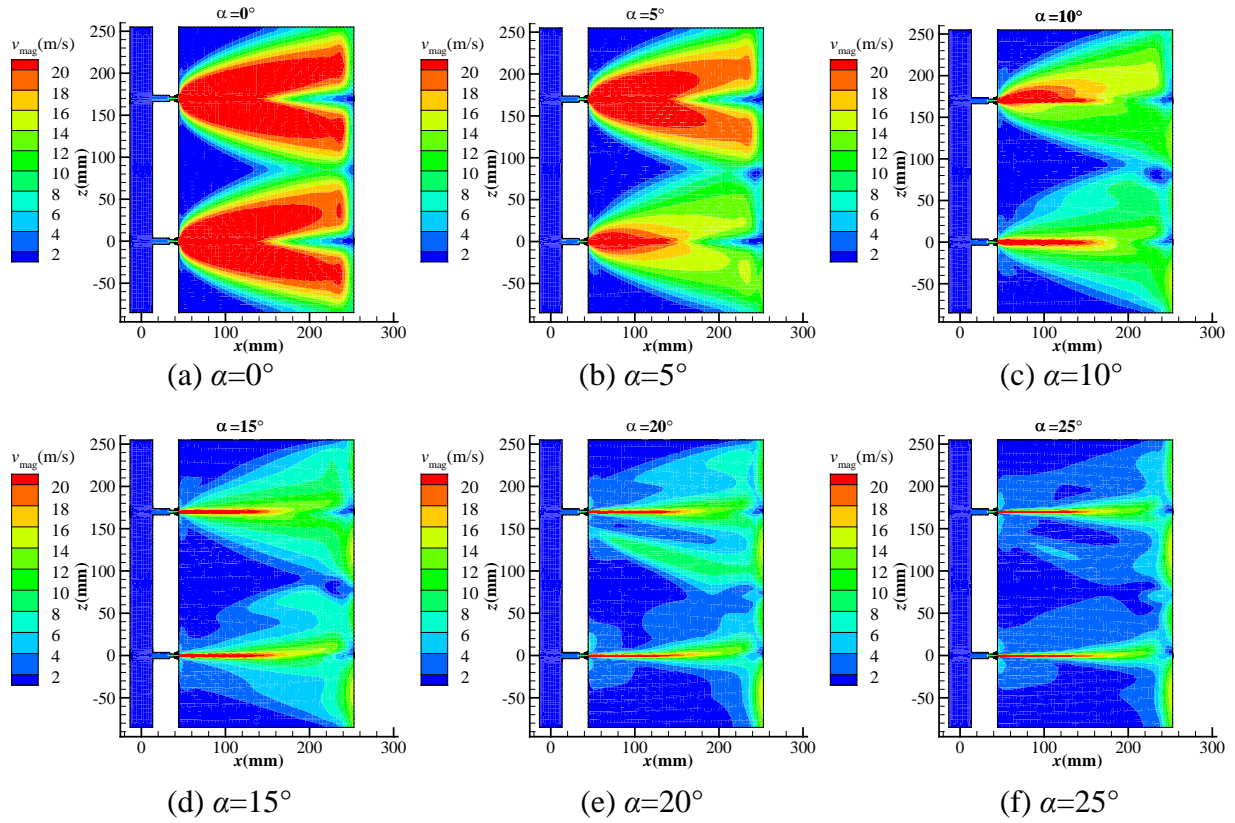 α=0°
v_mag(m/s)
20
18
16
14
12
10
8
6
4
2
z(mm)
250
200
150
100
50
0
-50
0 100 200 300
x(mm)
(a) α=0°
α=5°
v_mag(m/s)
20
18
16
14
12
10
8
6
4
2
z(mm)
250
200
150
100
50
0
-50
0 100 200 300
x(mm)
(b) α=5°
α=10°
v_mag(m/s)
20
18
16
14
12
10
8
6
4
2
z(mm)
250
200
150
100
50
0
-50
0 100 200 300
x(mm)
(c) α=10°
α=15°
v_mag(m/s)
20
18
16
14
12
10
8
6
4
2
z(mm)
250
200
150
100
50
0
-50
0 100 200 300
x(mm)
(d) α=15°
α=20°
v_mag(m/s)
20
18
16
14
12
10
8
6
4
2
z(mm)
250
200
150
100
50
0
-50
0 100 200 300
x(mm)
(e) α=20°
α=25°
v_mag(m/s)
20
18
16
14
12
10
8
6
4
2
z(mm)
250
200
150
100
50
0
-50
0 100 200 300
x(mm)
(f) α=25°